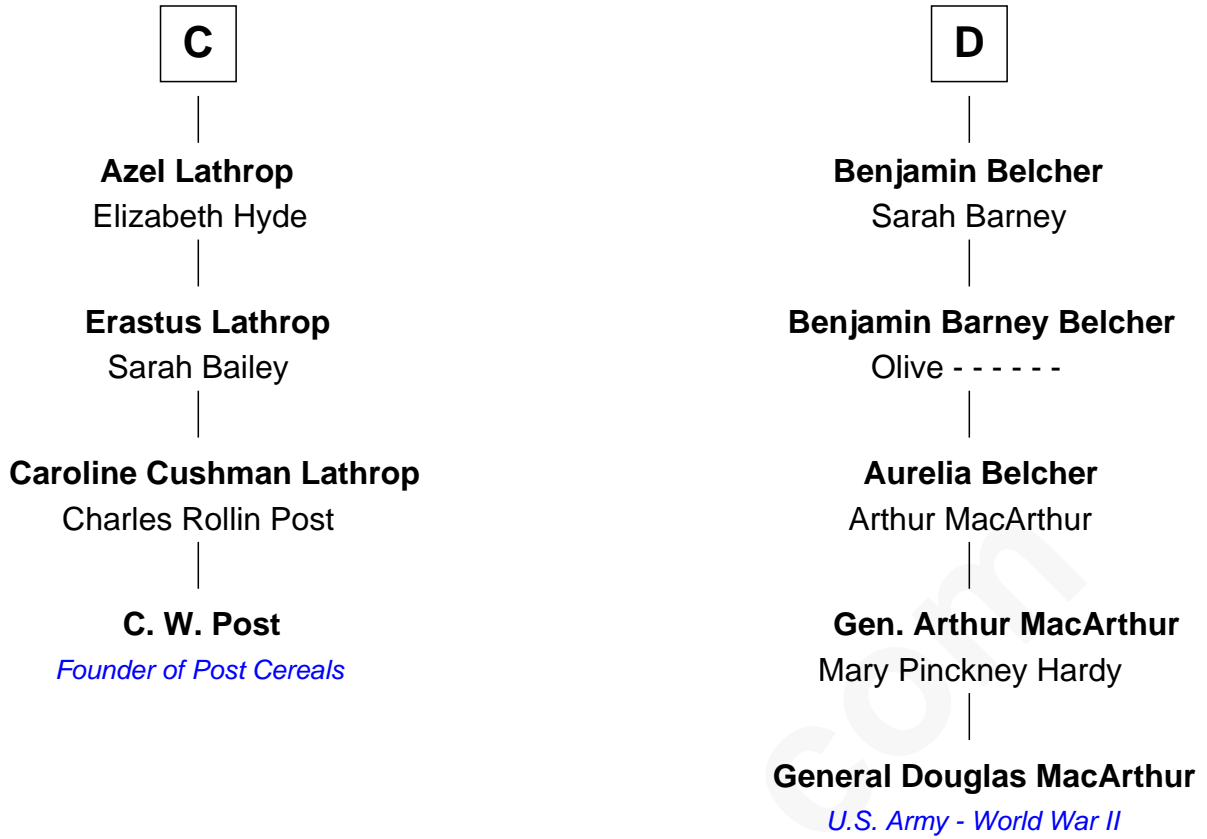 C
Azel Lathrop
Elizabeth Hyde
Erastus Lathrop
Sarah Bailey
Caroline Cushman Lathrop
Charles Rollin Post
C. W. Post
Founder of Post Cereals
D
Benjamin Belcher
Sarah Barney
Benjamin Barney Belcher
Olive - - - - - -
Aurelia Belcher
Arthur MacArthur
Gen. Arthur MacArthur
Mary Pinckney Hardy
General Douglas MacArthur
U.S. Army - World War II
com